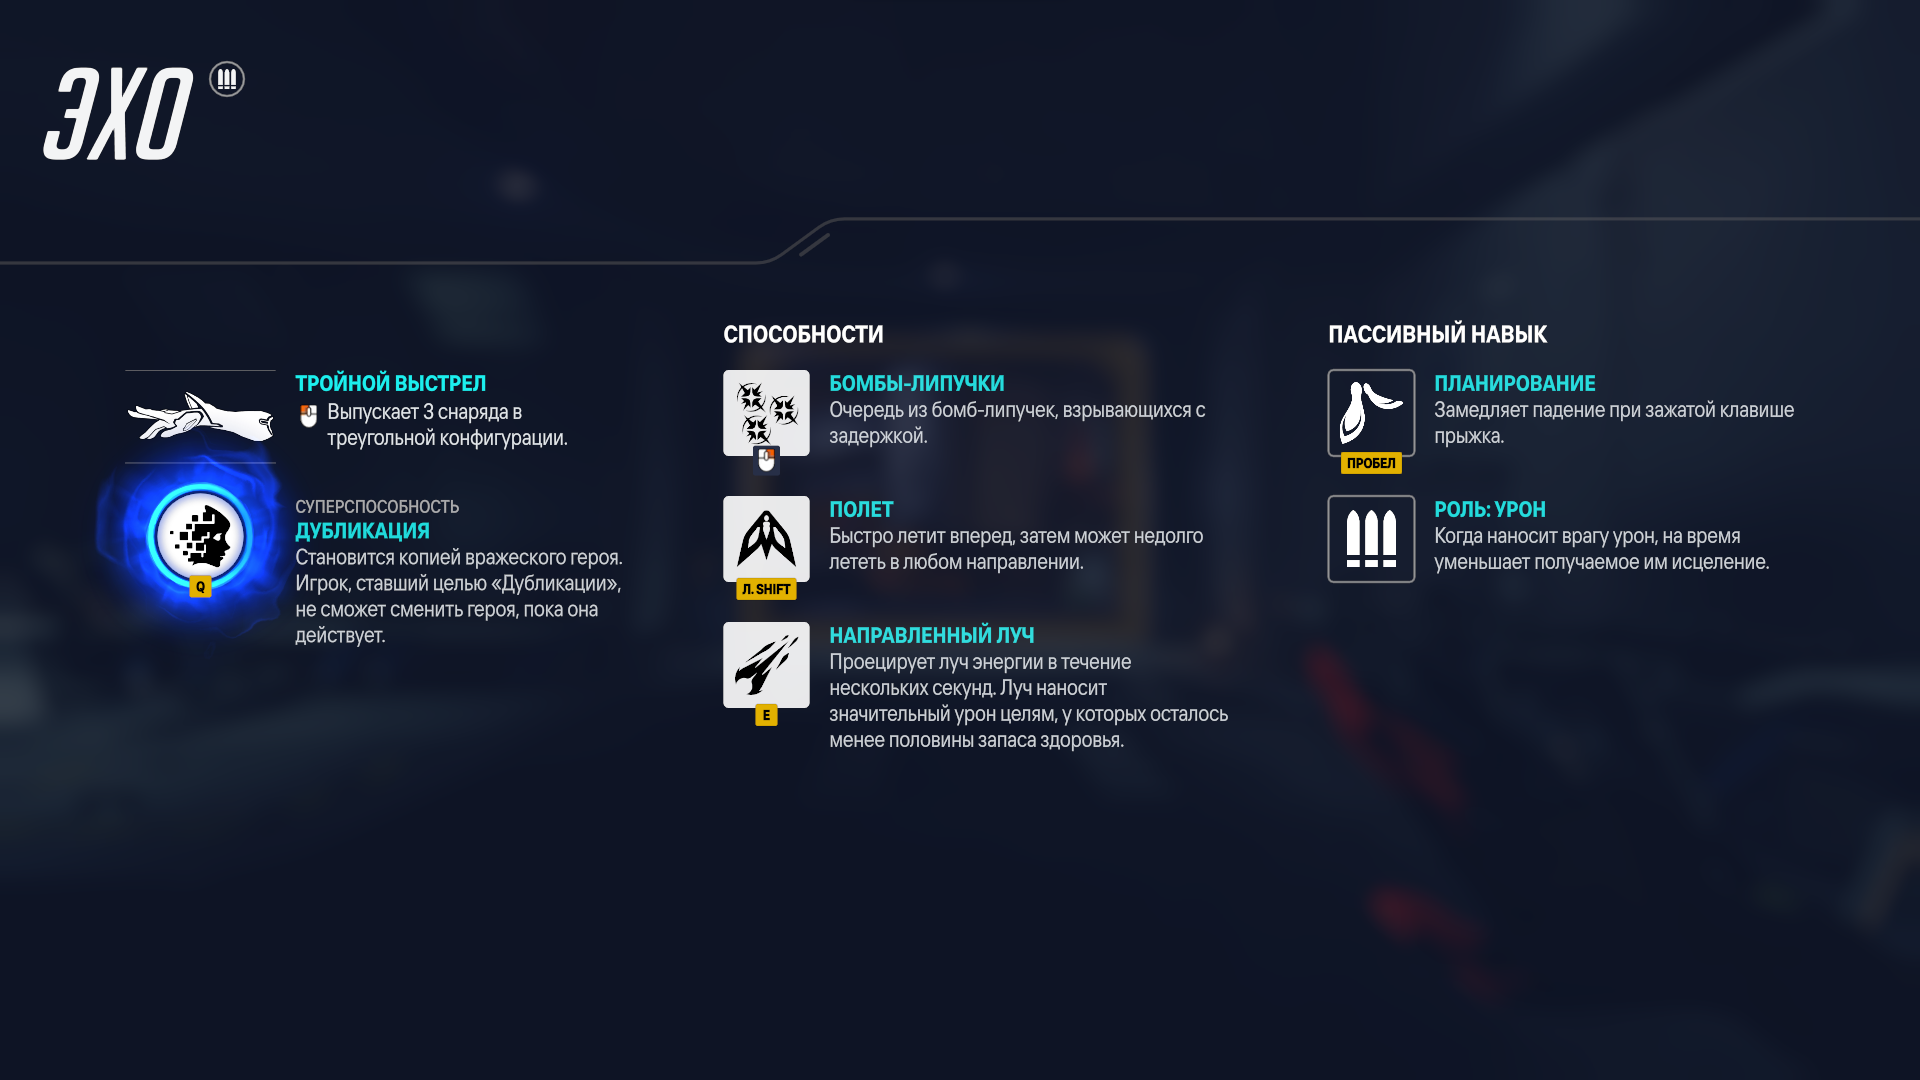 ЭХО
ТРОЙНОЙ ВЫСТРЕЛ
Выпускает 3 снаряда в
треугольной конфигурации.
СУПЕРСПОСОБНОСТЬ
ДУБЛИКАЦИЯ
Становится копией вражеского героя.
Игрок, ставший целью «Дубликации»,
не сможет сменить героя, пока она
действует.
Q
СПОСОБНОСТИ
БОМБЫ-ЛИПУЧКИ
Очередь из бомб-липучек, взрывающихся с
задержкой.
ПОЛЕТ
Быстро летит вперед, затем может недолго
лететь в любом направлении.
Л. SHIFT
НАПРАВЛЕННЫЙ ЛУЧ
Проецирует луч энергии в течение
нескольких секунд. Луч наносит
значительный урон целям, у которых осталось
менее половины запаса здоровья.
E
ПАССИВНЫЙ НАВЫК
ПЛАНИРОВАНИЕ
Замедляет падение при зажатой клавише
прыжка.
ПРОБЕЛ
РОЛЬ: УРОН
Когда наносит врагу урон, на время
уменьшает получаемое им исцеление.